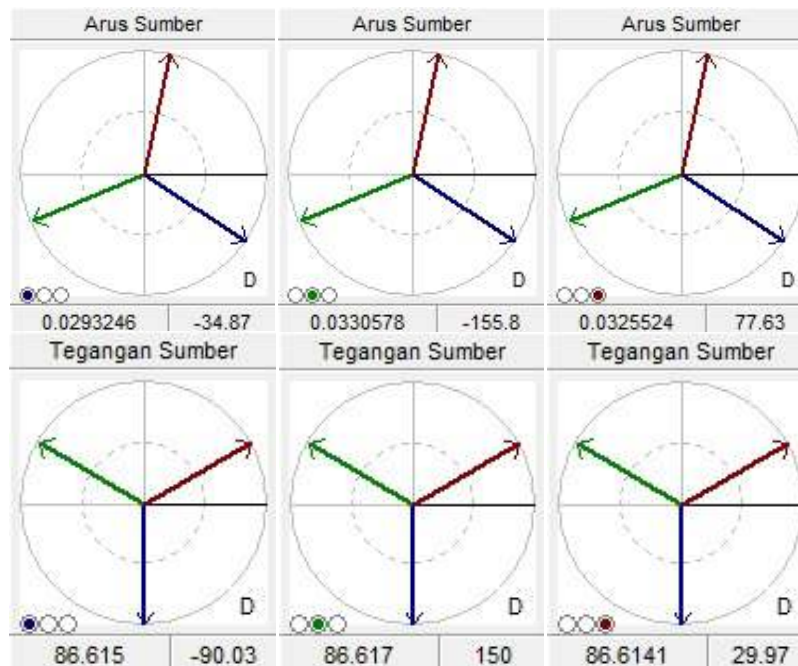 Arus Sumber Arus Sumber Arus Sumber
D D D
0.0293246 -34.87 0.0330578 -155.8 0.0325524 77.63
Tegangan Sumber Tegangan Sumber Tegangan Sumber
D D D
86.615 -90.03 86.617 150 86.6141 29.97